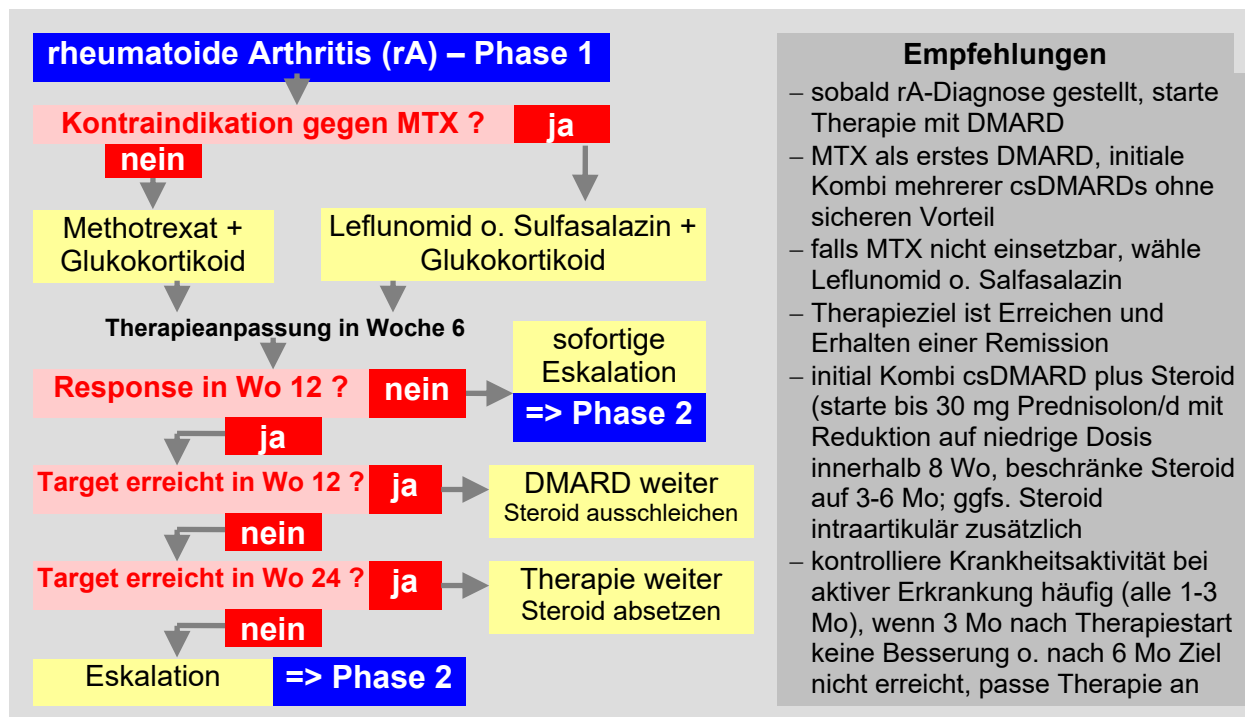 rheumatoide Arthritis (rA) – Phase 1
Kontraindikation gegen MTX ? ja
nein
Methotrexat +
Glukokortikoid
Leflunomid o. Sulfasalazin +
Glukokortikoid
Therapieanpassung in Woche 6
Response in Wo 12 ? nein
sofortige
Eskalation
=> Phase 2
ja
Target erreicht in Wo 12 ? ja
DMARD weiter
Steroid ausschleichen
nein
Target erreicht in Wo 24 ? ja
Therapie weiter
Steroid absetzen
nein
Eskalation => Phase 2
Empfehlungen
– sobald rA-Diagnose gestellt, starte
Therapie mit DMARD
– MTX als erstes DMARD, initiale
Kombi mehrerer csDMARDs ohne
sicheren Vorteil
– falls MTX nicht einsetzbar, wähle
Leflunomid o. Salfasalazin
– Therapieziel ist Erreichen und
Erhalten einer Remission
– initial Kombi csDMARD plus Steroid
(starte bis 30 mg Prednisolon/d mit
Reduktion auf niedrige Dosis
innerhalb 8 Wo, beschränke Steroid
auf 3-6 Mo; ggfs. Steroid
intraartikulär zusätzlich
– kontrolliere Krankheitsaktivität bei
aktiver Erkrankung häufig (alle 1-3
Mo), wenn 3 Mo nach Therapiestart
keine Besserung o. nach 6 Mo Ziel
nicht erreicht, passe Therapie an